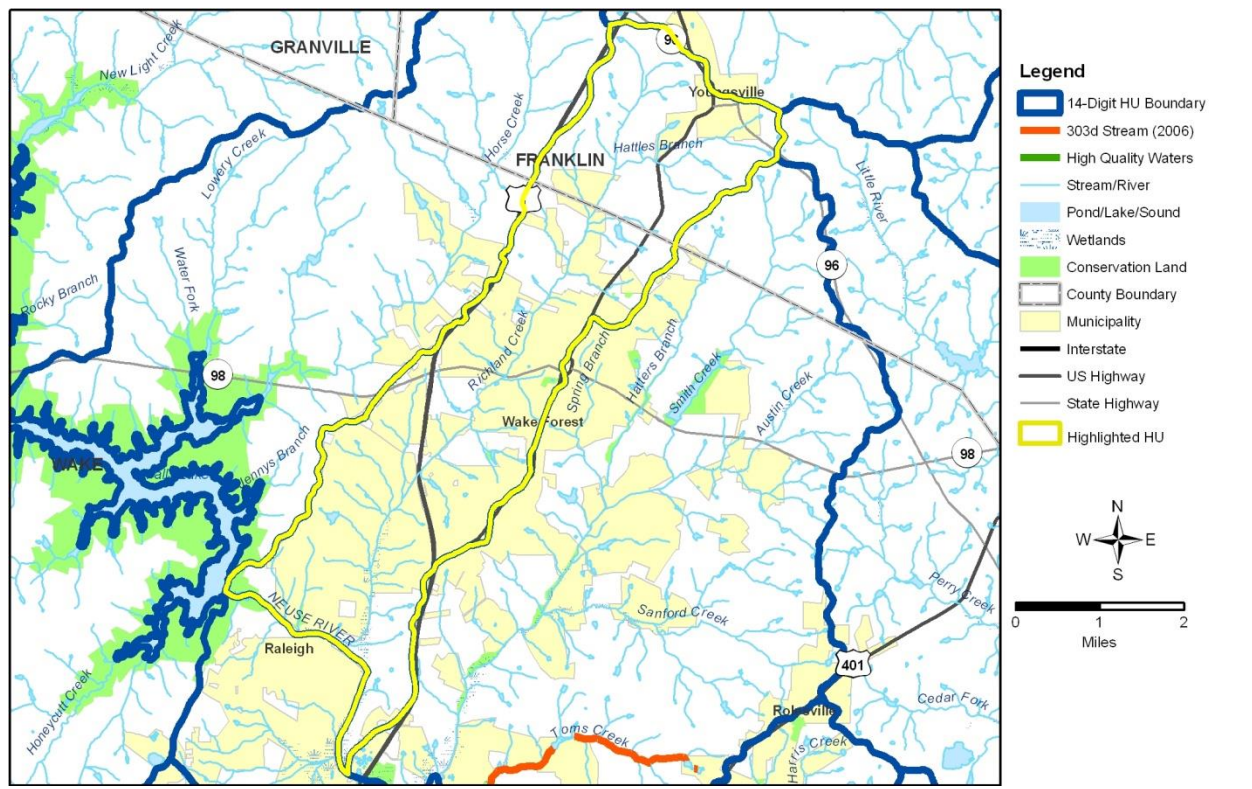 GRANVILLE
New Light Creek
Youngsville
Horse Creek
Hattles Branch
FRANKLIN
Lowery Creek
Little River
96
Water Fork
Rocky Branch
98
Richland Creek
Spring Branch
Hatters Branch
Smith Creek
Austin Creek
Wake Forest
98
WAKE
Jennys Branch
Perry Creek
NEUSE RIVER
Sanford Creek
Raleigh
401
Honeycutt Creek
Cedar Fork
Rolesville
Toms Creek
Harris Creek
Legend
14-Digit HU Boundary
303d Stream (2006)
High Quality Waters
Stream/River
Pond/Lake/Sound
Wetlands
Conservation Land
County Boundary
Municipality
Interstate
US Highway
State Highway
Highlighted HU
N
W E
S
0 1 2
Miles